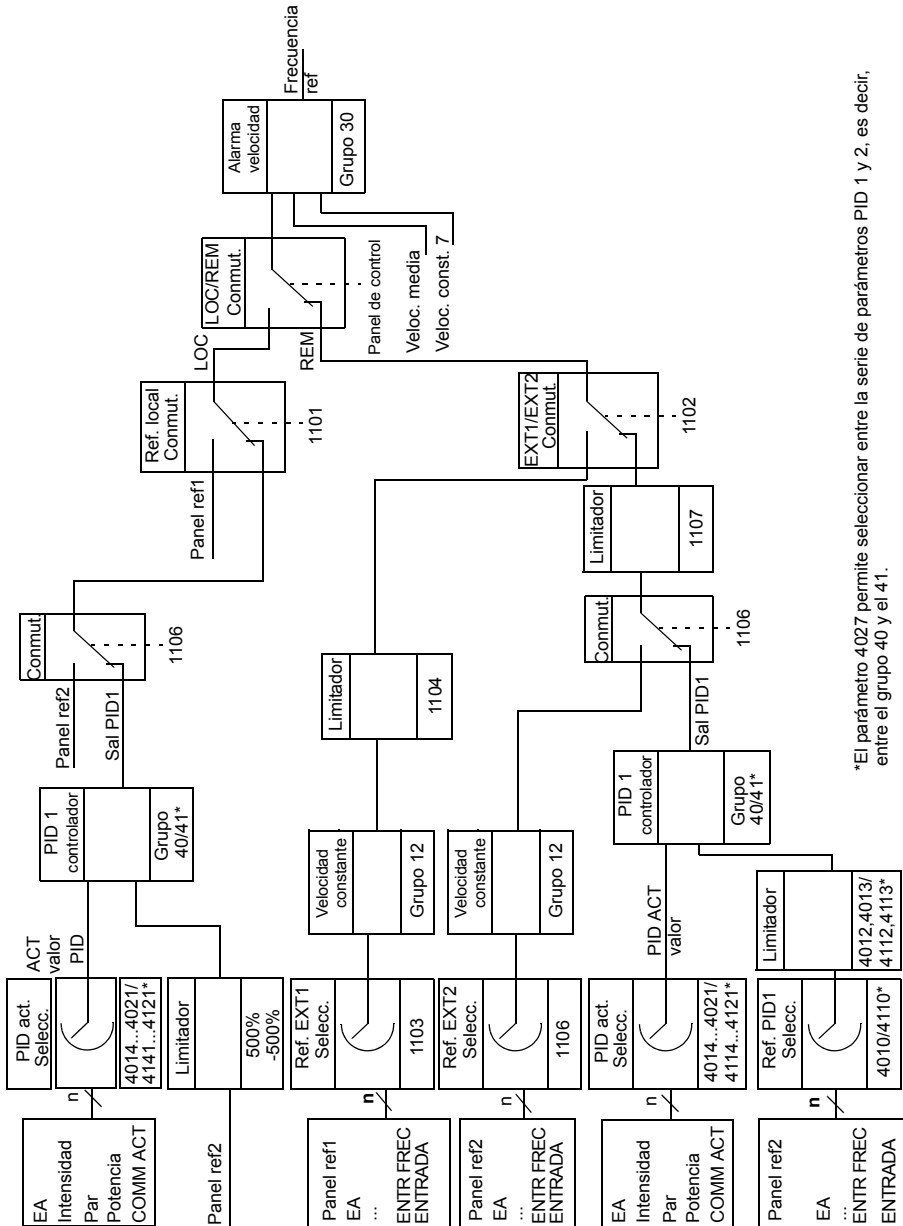 EA
Intensidad
Par
Potencia
COMM ACT
n
PID act.
Selecc.
4014...4021/
4141...4121*
ACT
valor
PID
PID 1
controlador
Grupo
40/41*
Panel ref2
Sal PID1
Conmut.
1106
Panel ref2
Limitador
500%
-500%
Panel ref1
Ref. local
Conmut.
1101
LOC
REM
LOC/REM
Conmut.
Panel de control
Veloc. media
Veloc. const. 7
Alarma
velocidad
Grupo 30
Frecuencia
ref
Panel ref1
EA
...
ENTR FREC
ENTRADA
n
Ref. EXT1
Selecc.
1103
Velocidad
constante
Grupo 12
Limitador
1104
EXT1/EXT2
Conmut.
1102
Panel ref2
EA
...
ENTR FREC
ENTRADA
n
Ref. EXT2
Selecc.
1106
Velocidad
constante
Grupo 12
Conmut.
1106
Limitador
1107
EA
Intensidad
Par
Potencia
COMM ACT
n
PID act.
Selecc.
4014...4021/
4114...4121*
PID ACT
valor
PID 1
controlador
Grupo
40/41*
Sal PID1
Panel ref2
EA
...
ENTR FREC
ENTRADA
n
Ref. PID1
Selecc.
4010/4110*
Limitador
4012,4013/
4112,4113*
*El parámetro 4027 permite seleccionar entre la serie de parámetros PID 1 y 2, es decir,
entre el grupo 40 y el 41.